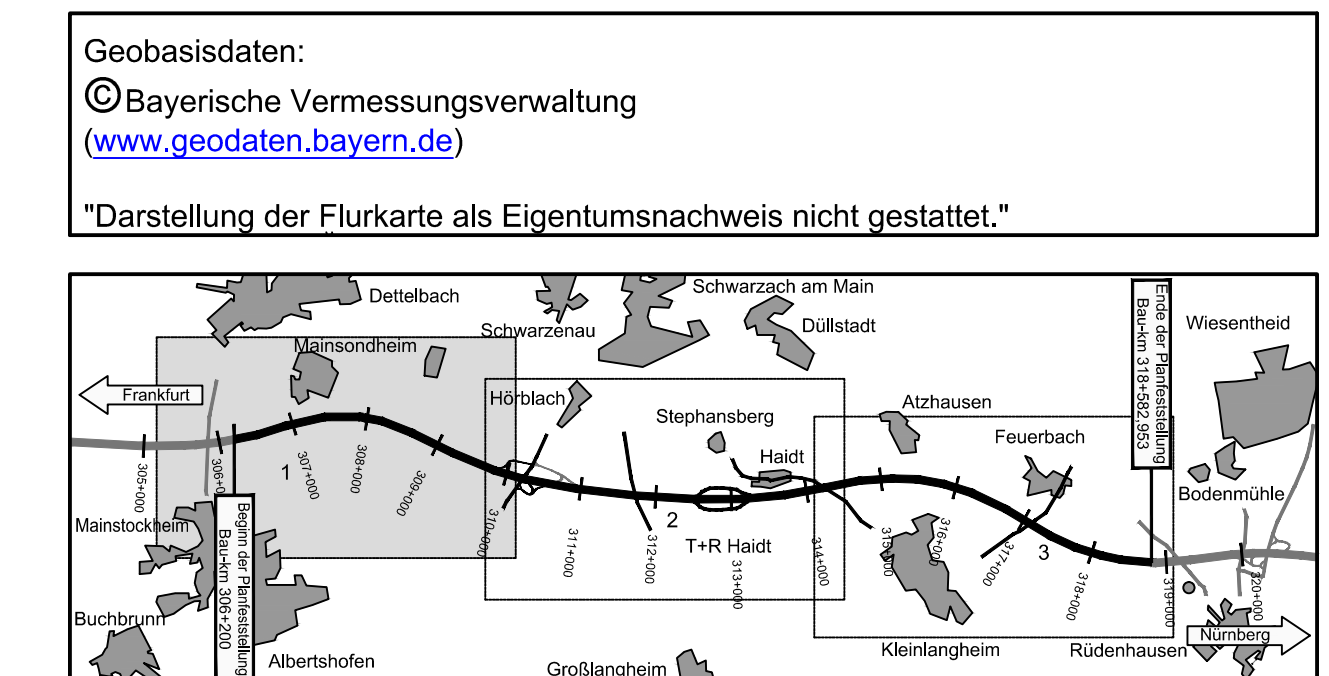 Geobasisdaten:
©Bayerische Vermessungsverwaltung
(www.geodaten.bayern.de)
"Darstellung der Flurkarte als Eigentumsnachweis nicht gestattet."
Dettelbach
Schwarzach am Main
Schwarzenau
Düllstadt
Ende der Planfeststellung
Bau-km 318+582,953
Wiesentheid
Mainsondheim
Frankfurt
Hörblach
Stephansberg
Atzhausen
Feuerbach
Haidt
305+000
306+0
1
307+000
308+000
309+000
310+000
311+000
312+000
2
T+R Haidt
313+000
314+000
315+000
316+000
317+000
3
318+000
319+000
320+000
Bodenmühle
Mainstockheim
Beginn der Planfeststellung
Bau-km 306+200
Buchbrunn
Albertshofen
Großlangheim
Kleinlangheim
Rüdenhausen
Nürnberg